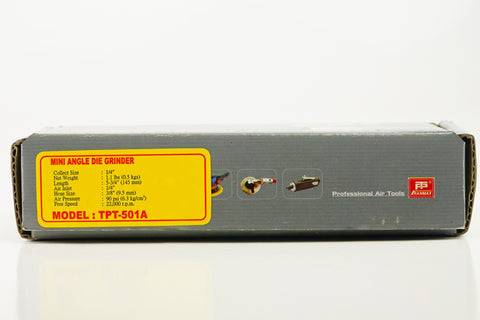 MINI ANGLE DIE GRINDER
Collect Size : 1/4"
Net Weight : 1.1 lbs (0.5 kgs)
Length : 5-3/4" (145 mm)
Air Inlet : 1/4"
Hose Size : 3/8" (9.5 mm)
Air Pressure : 90 psi (6.3 kg/cm²)
Free Speed : 22,000 r.p.m.
MODEL : TPT-501A
Professional Air Tools